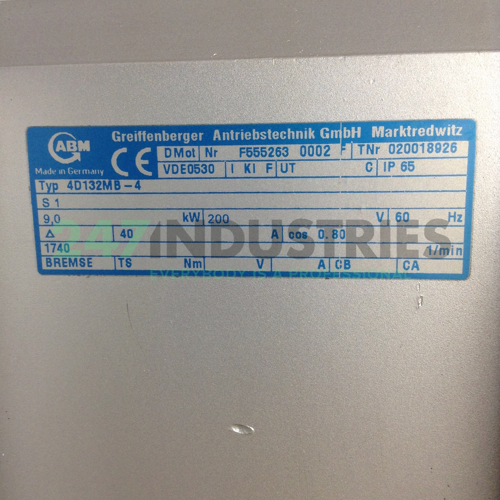 ABM
Made in Germany
Greiffenberger Antriebstechnik GmbH Marktredwitz
CE DMot Nr F555263 0002 F TNr 020018926
VDE0530 I KI F UT C IP 65
Typ 4D132MB-4
S 1
9,0 kW 200 V 60 Hz
Δ 40 A cos 0.80
1740 1/min
BREMSE TS Nm V A CB CA
247INDUSTRIES
EVERYBODY IS A PROFESSIONAL